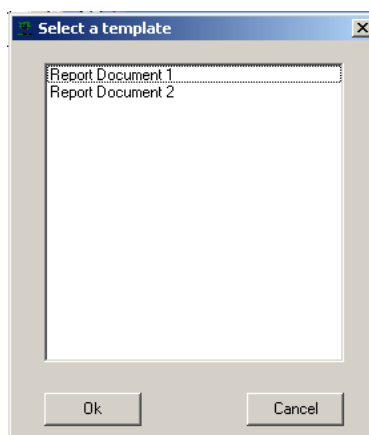 Select a template
Report Document 1
Report Document 2
Ok
Cancel